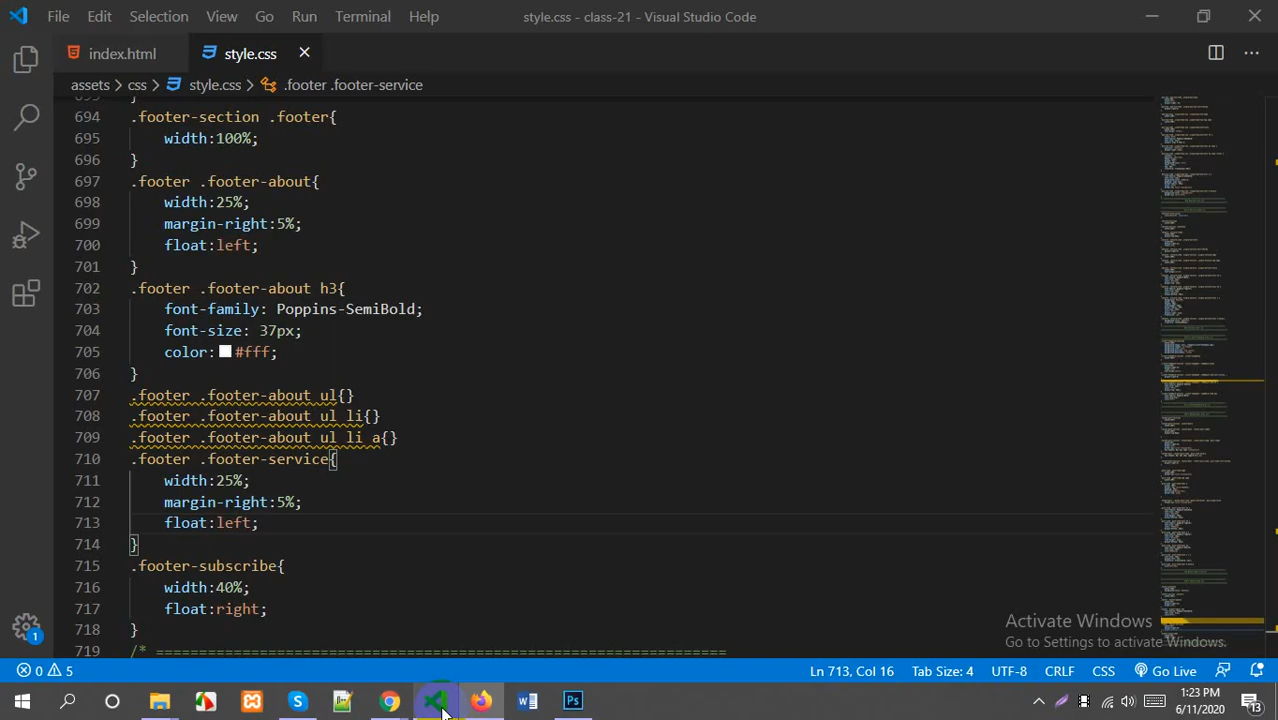 File Edit Selection View Go Run Terminal Help style.css - class-21 - Visual Studio Code
index.html style.css
assets > css > style.css > .footer .footer-service
694 .footer-section .footer{
695 width:100%;
696 }
697 .footer .footer-about{
698 width:25%;
699 margin-right:5%;
700 float:left;
701 }
702 .footer .footer-about h3{
703 font-family: Poppins-SemiBold;
704 font-size: 37px;
705 color: #fff;
706 }
707 .footer .footer-about ul{}
708 .footer .footer-about ul li{}
709 .footer .footer-about ul li a{}
710 .footer .footer-service{
711 width:25%;
712 margin-right:5%;
713 float:left;
714 }
715 .footer-subscribe{
716 width:40%;
717 float:right;
718 }
719 /* ==================================================================
Activate Windows
Go to Settings to activate Windows.
1
0 5 Ln 713, Col 16 Tab Size: 4 UTF-8 CRLF CSS Go Live
S W Ps 1:23 PM
6/11/2020 13